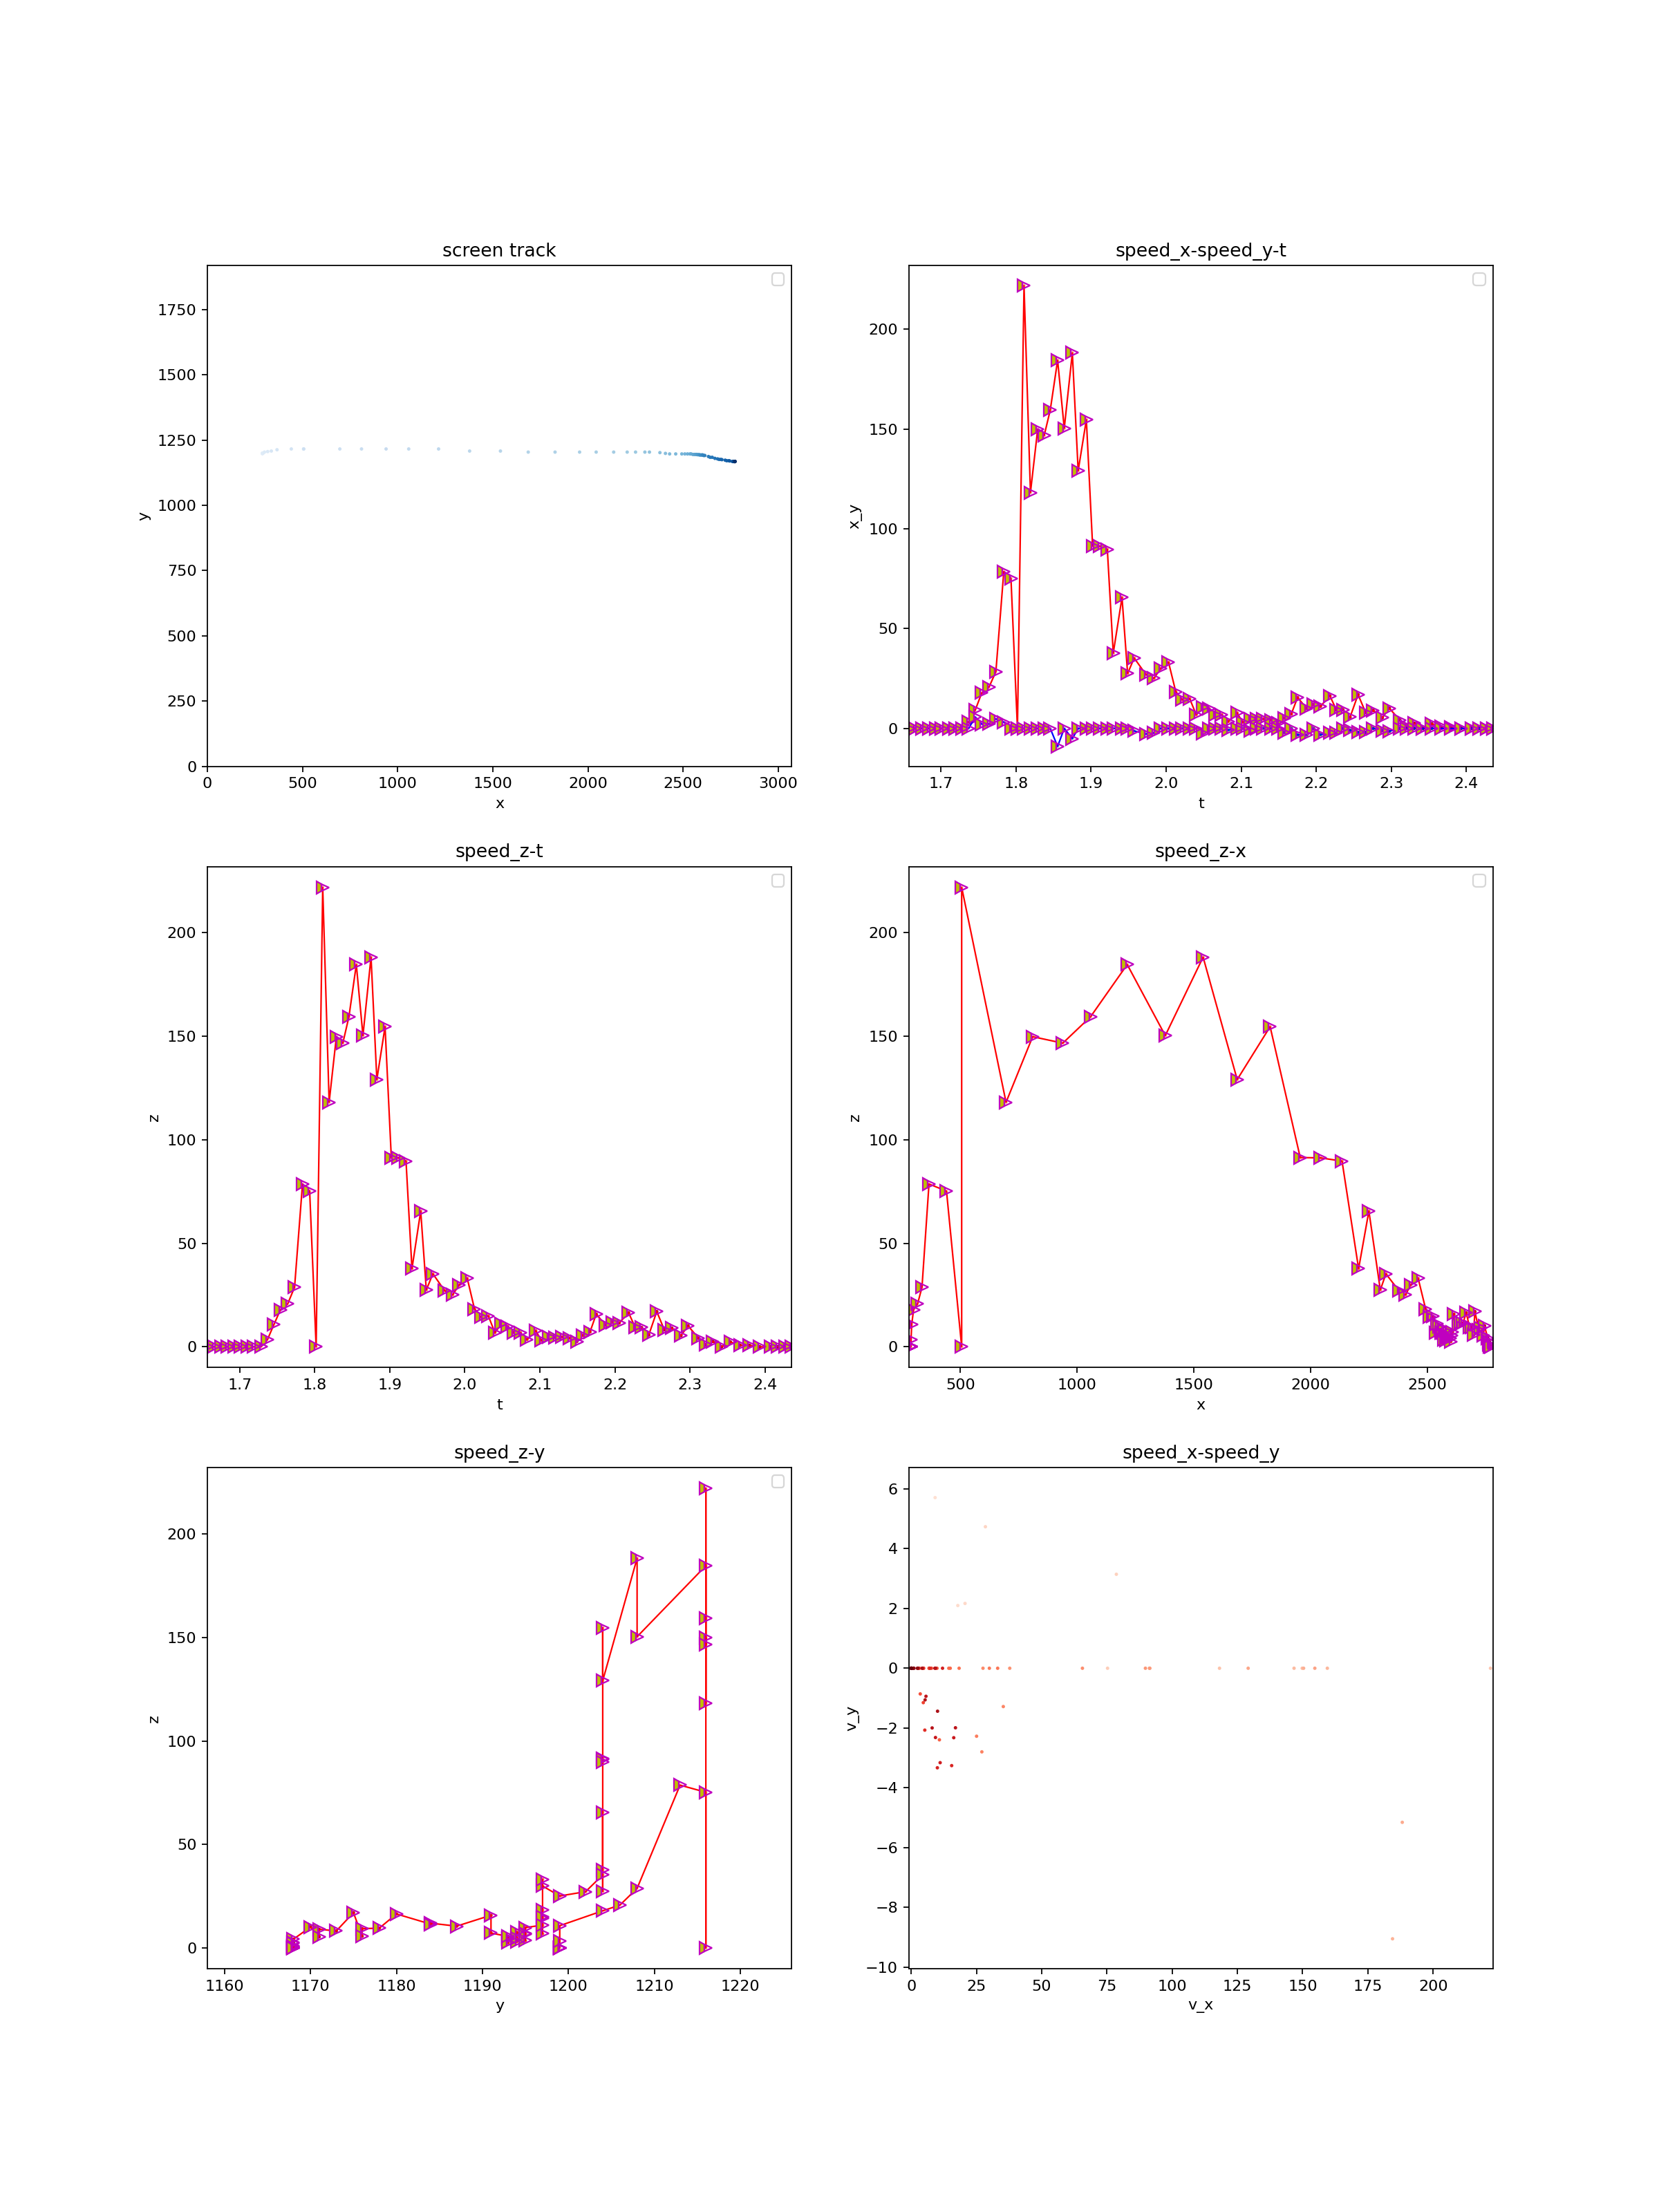 screen track
1750
1500
1250
1000
750
500
250
0
y
0 500 1000 1500 2000 2500 3000
x
speed_x-speed_y-t
200
150
100
50
0
x_y
1.7 1.8 1.9 2.0 2.1 2.2 2.3 2.4
t
speed_z-t
200
150
100
50
0
z
1.7 1.8 1.9 2.0 2.1 2.2 2.3 2.4
t
speed_z-x
200
150
100
50
0
z
500 1000 1500 2000 2500
x
speed_z-y
200
150
100
50
0
z
1160 1170 1180 1190 1200 1210 1220
y
speed_x-speed_y
6
4
2
0
−2
−4
−6
−8
−10
v_y
0 25 50 75 100 125 150 175 200
v_x